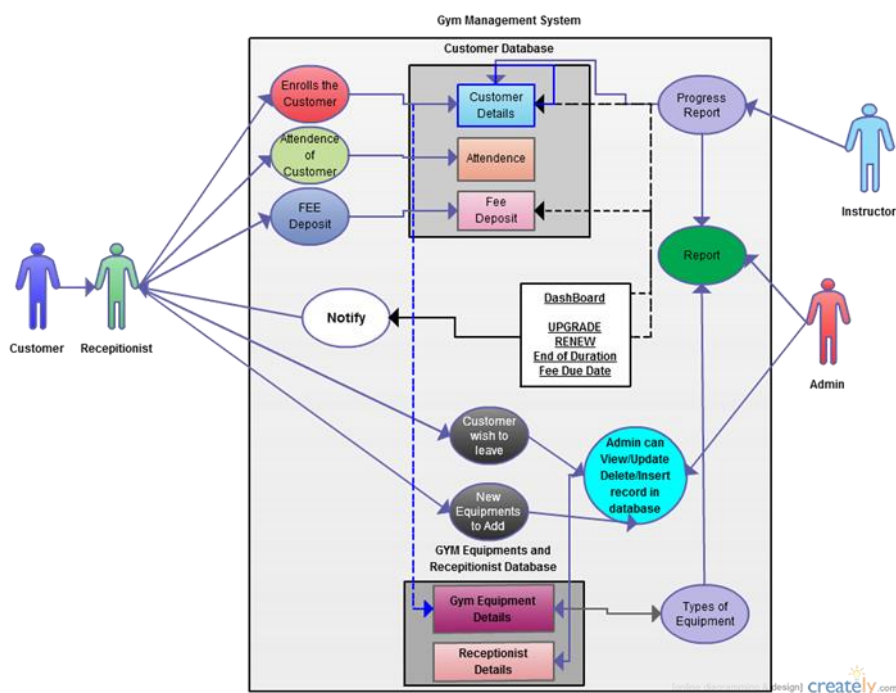 Gym Management System
Customer Database
Enrolls the
Customer
Customer
Details
Progress
Report
Attendence
of
Customer
Attendence
Instructor
FEE
Deposit
Fee
Deposit
Report
DashBoard
UPGRADE
RENEW
End of Duration
Fee Due Date
Notify
Customer
Recepitionist
Admin
Customer
wish to
leave
Admin can
View/Update
Delete/Insert
record in
database
New
Equipments
to Add
GYM Equipments and
Recepitionist Database
Gym Equipment
Details
Types of
Equipment
Receptionist
Details
design]
creately.com